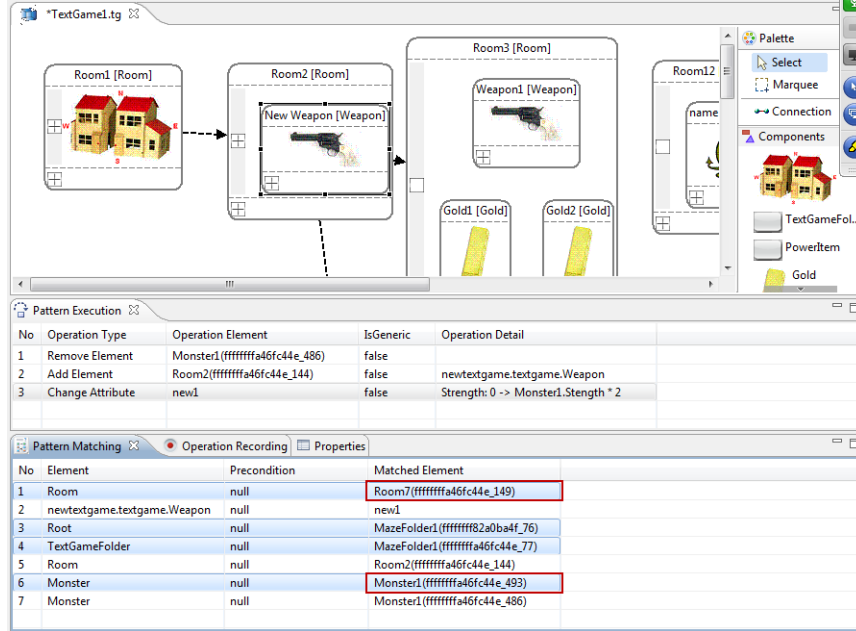 *TextGame1.tg
Room3 [Room]
Room1 [Room]
Room2 [Room]
Room12
New Weapon [Weapon]
Weapon1 [Weapon]
name
N
W
E
S
Gold1 [Gold]
Gold2 [Gold]
Palette
Select
Marquee
Connection
Components
N
W
E
S
TextGameFol...
PowerItem
Gold
Pattern Execution
No Operation Type Operation Element IsGeneric Operation Detail
1 Remove Element Monster1(ffffffffa46fc44e_486) false
2 Add Element Room2(ffffffffa46fc44e_144) false newtextgame.textgame.Weapon
3 Change Attribute new1 false Strength: 0 -> Monster1.Stength * 2
Pattern Matching Operation Recording Properties
No Element Precondition Matched Element
1 Room null Room7(ffffffffa46fc44e_149)
2 newtextgame.textgame.Weapon null new1
3 Root null MazeFolder1(ffffffff82a0ba4f_76)
4 TextGameFolder null MazeFolder1(ffffffffa46fc44e_77)
5 Room null Room2(ffffffffa46fc44e_144)
6 Monster null Monster1(ffffffffa46fc44e_493)
7 Monster null Monster1(ffffffffa46fc44e_486)